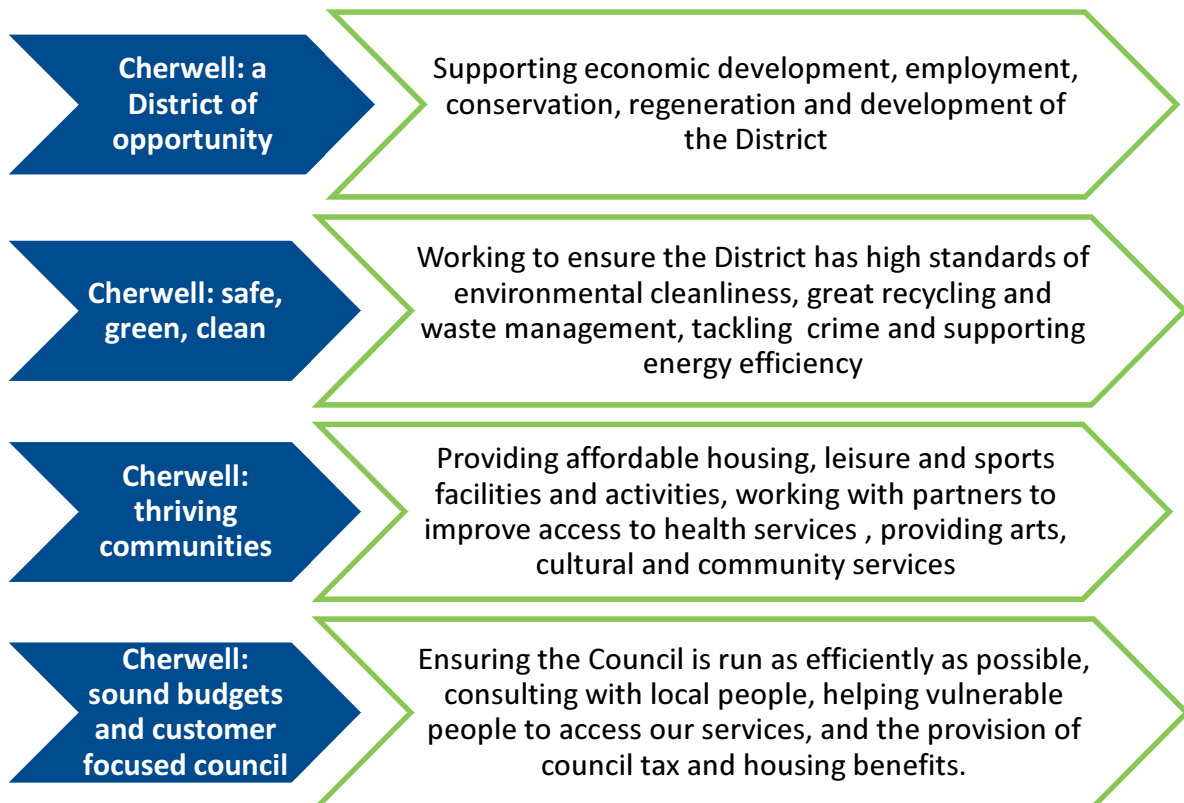 Cherwell: a
District of
opportunity
Supporting economic development, employment,
conservation, regeneration and development of
the District
Cherwell: safe,
green, clean
Working to ensure the District has high standards of
environmental cleanliness, great recycling and
waste management, tackling  crime and supporting
energy efficiency
Cherwell:
thriving
communities
Providing affordable housing, leisure and sports
facilities and activities, working with partners to
improve access to health services , providing arts,
cultural and community services
Cherwell:
sound budgets
and customer
focused council
Ensuring the Council is run as efficiently as possible,
consulting with local people, helping vulnerable
people to access our services, and the provision of
council tax and housing benefits.